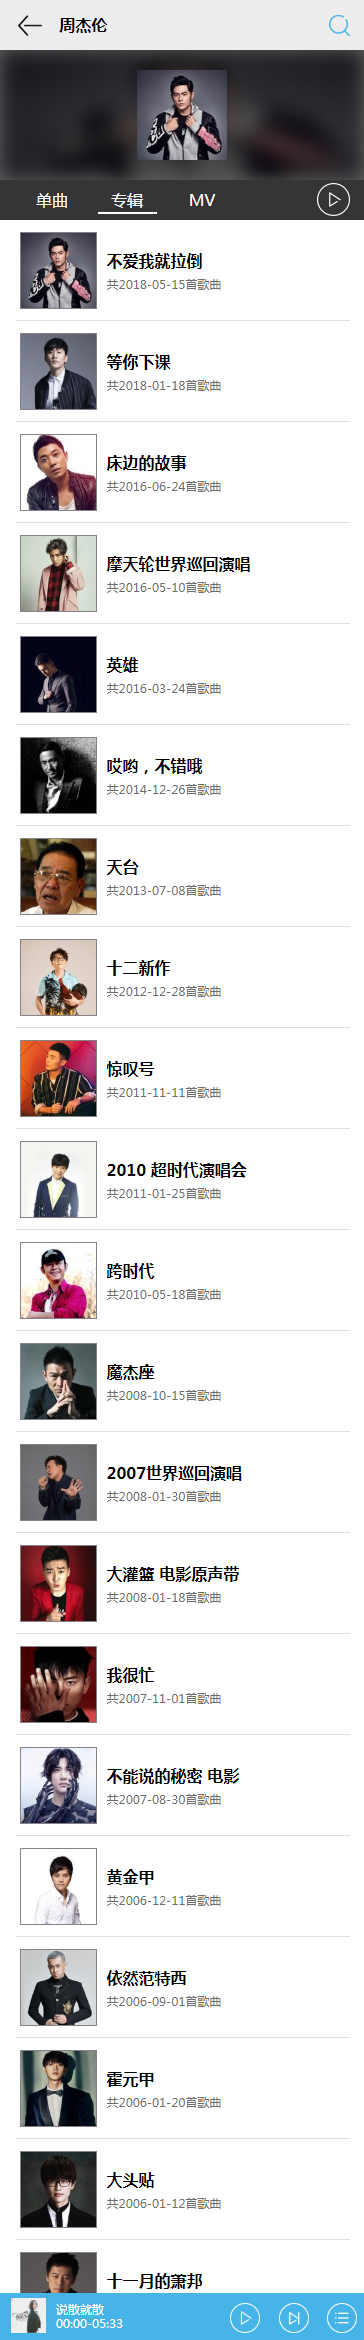 周杰伦
单曲 专辑 MV
不爱我就拉倒
共2018-05-15首歌曲
等你下课
共2018-01-18首歌曲
床边的故事
共2016-06-24首歌曲
摩天轮世界巡回演唱
共2016-05-10首歌曲
英雄
共2016-03-24首歌曲
哎哟，不错哦
共2014-12-26首歌曲
天台
共2013-07-08首歌曲
十二新作
共2012-12-28首歌曲
惊叹号
共2011-11-11首歌曲
2010 超时代演唱会
共2011-01-25首歌曲
跨时代
共2010-05-18首歌曲
魔杰座
共2008-10-15首歌曲
2007世界巡回演唱
共2008-01-30首歌曲
大灌篮 电影原声带
共2008-01-18首歌曲
我很忙
共2007-11-01首歌曲
不能说的秘密 电影
共2007-08-30首歌曲
黄金甲
共2006-12-11首歌曲
依然范特西
共2006-09-01首歌曲
霍元甲
共2006-01-20首歌曲
大头贴
共2006-01-12首歌曲
十一月的萧邦
说散就散
00:00-05:33